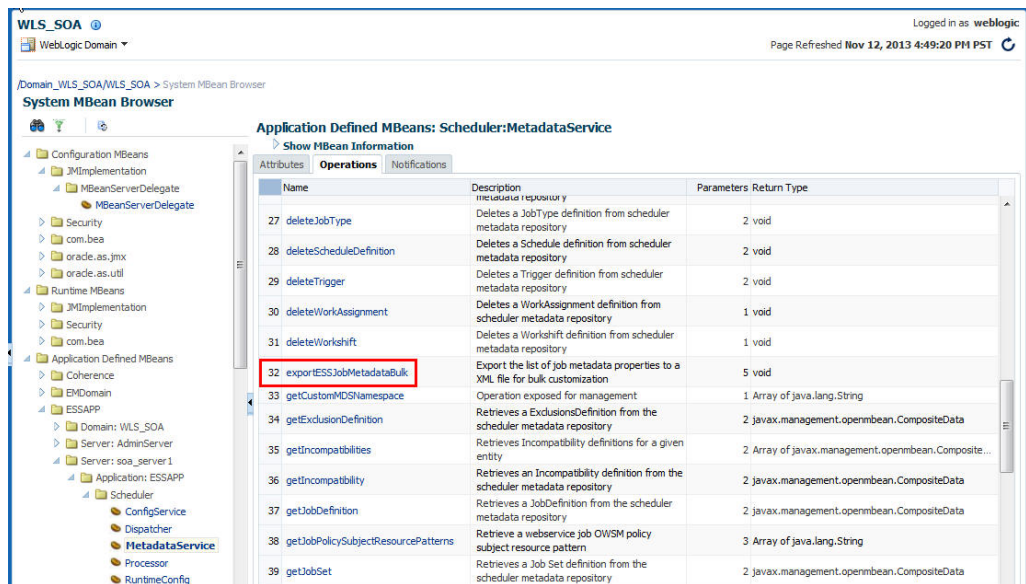 WLS_SOA
Logged in as weblogic
WebLogic Domain
Page Refreshed Nov 12, 2013 4:49:20 PM PST
/Domain_WLS_SOA/WLS_SOA > System MBean Browser
System MBean Browser
Configuration MBeans
JMImplementation
MBeanServerDelegate
MBeanServerDelegate
Security
com.bea
oracle.as.jmx
oracle.as.util
Runtime MBeans
JMImplementation
Security
com.bea
Application Defined MBeans
Coherence
EMDomain
ESSAPP
Domain: WLS_SOA
Server: AdminServer
Server: soa_server1
Application: ESSAPP
Scheduler
ConfigService
Dispatcher
MetadataService
Processor
RuntimeConfig
Application Defined MBeans: Scheduler:MetadataService
Show MBean Information
Attributes Operations Notifications
Name Description Parameters Return Type
metadata repository
27 deleteJobType Deletes a JobType definition from scheduler 2 void
metadata repository
28 deleteScheduleDefinition Deletes a Schedule definition from scheduler 2 void
metadata repository
29 deleteTrigger Deletes a Trigger definition from scheduler 2 void
metadata repository
30 deleteWorkAssignment Deletes a WorkAssignment definition from 1 void
scheduler metadata repository
31 deleteWorkshift Deletes a Workshift definition from scheduler 1 void
metadata repository
32 exportESSJobMetadataBulk Export the list of job metadata properties to a 5 void
XML file for bulk customization
33 getCustomMDSNamespace Operation exposed for management 1 Array of java.lang.String
34 getExclusionDefinition Retrieves a ExclusionsDefinition from the 2 javax.management.openmbean.CompositeData
scheduler metadata repository
35 getIncompatibilities Retrieves Incompatibility definitions for a given 2 Array of javax.management.openmbean.Composite...
entity
36 getIncompatibility Retrieves an Incompatibility definition from the 2 javax.management.openmbean.CompositeData
scheduler metadata repository
37 getJobDefinition Retrieves a JobDefinition from the scheduler 2 javax.management.openmbean.CompositeData
metadata repository
38 getJobPolicySubjectResourcePatterns Retrieve a webservice job OWSM policy 3 Array of java.lang.String
subject resource pattern
39 getJobSet Retrieves a Job Set definition from the 2 javax.management.openmbean.CompositeData
scheduler metadata repository